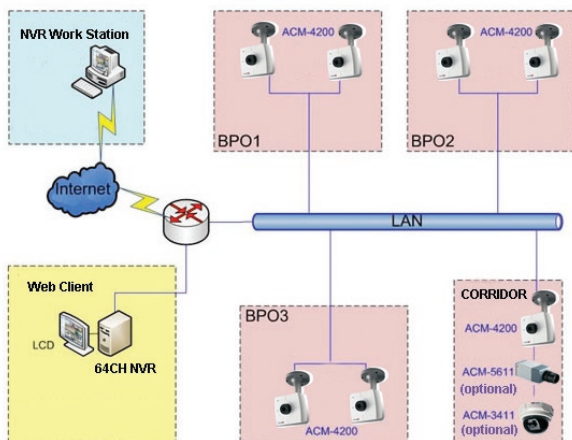 NVR Work Station
Internet
ACM-4200
BPO1
ACM-4200
BPO2
LAN
Web Client
LCD
64CH NVR
BPO3
ACM-4200
CORRIDOR
ACM-4200
ACM-5611
(optional)
ACM-3411
(optional)